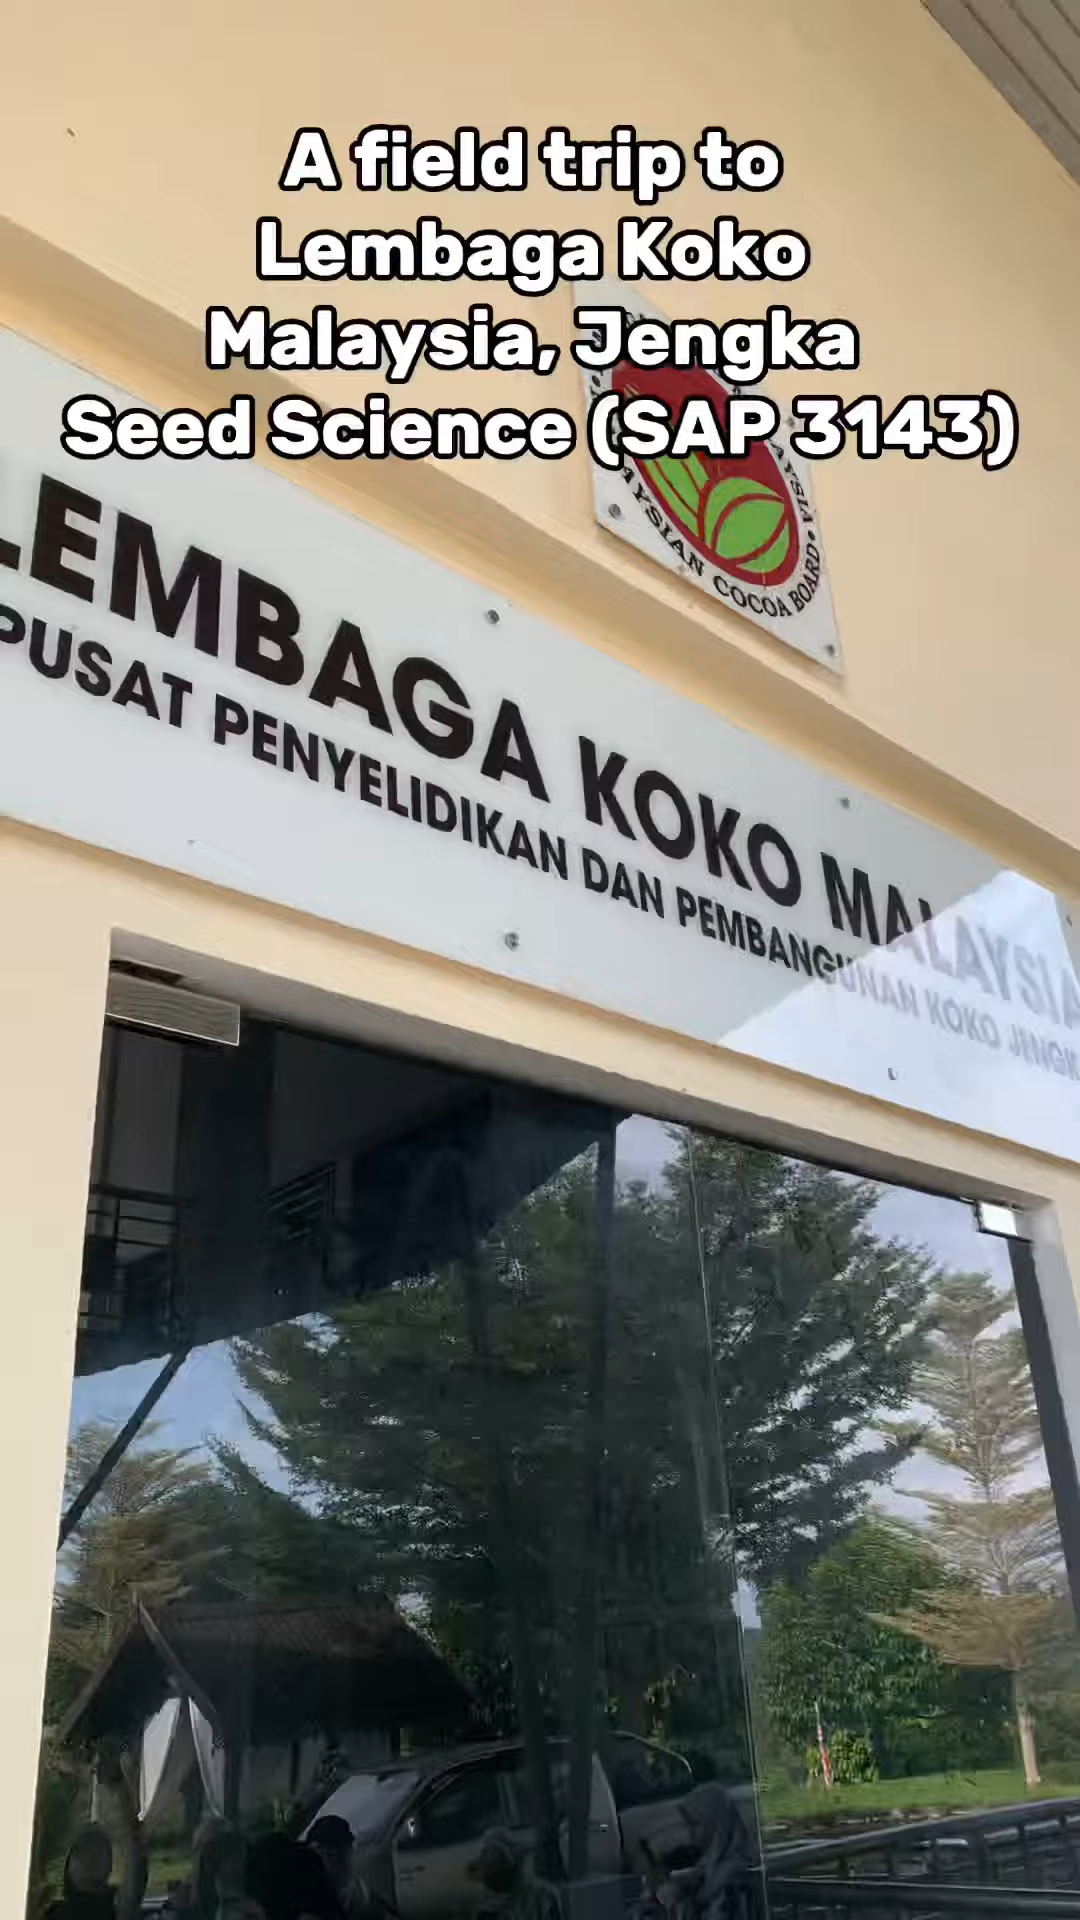 A field trip to
Lembaga Koko
Malaysia, Jengka
Seed Science (SAP 3143)
MALAYSIAN COCOA BOARD
LEMBAGA KOKO MALAYSIA
PUSAT PENYELIDIKAN DAN PEMBANGUNAN KOKO JENGK